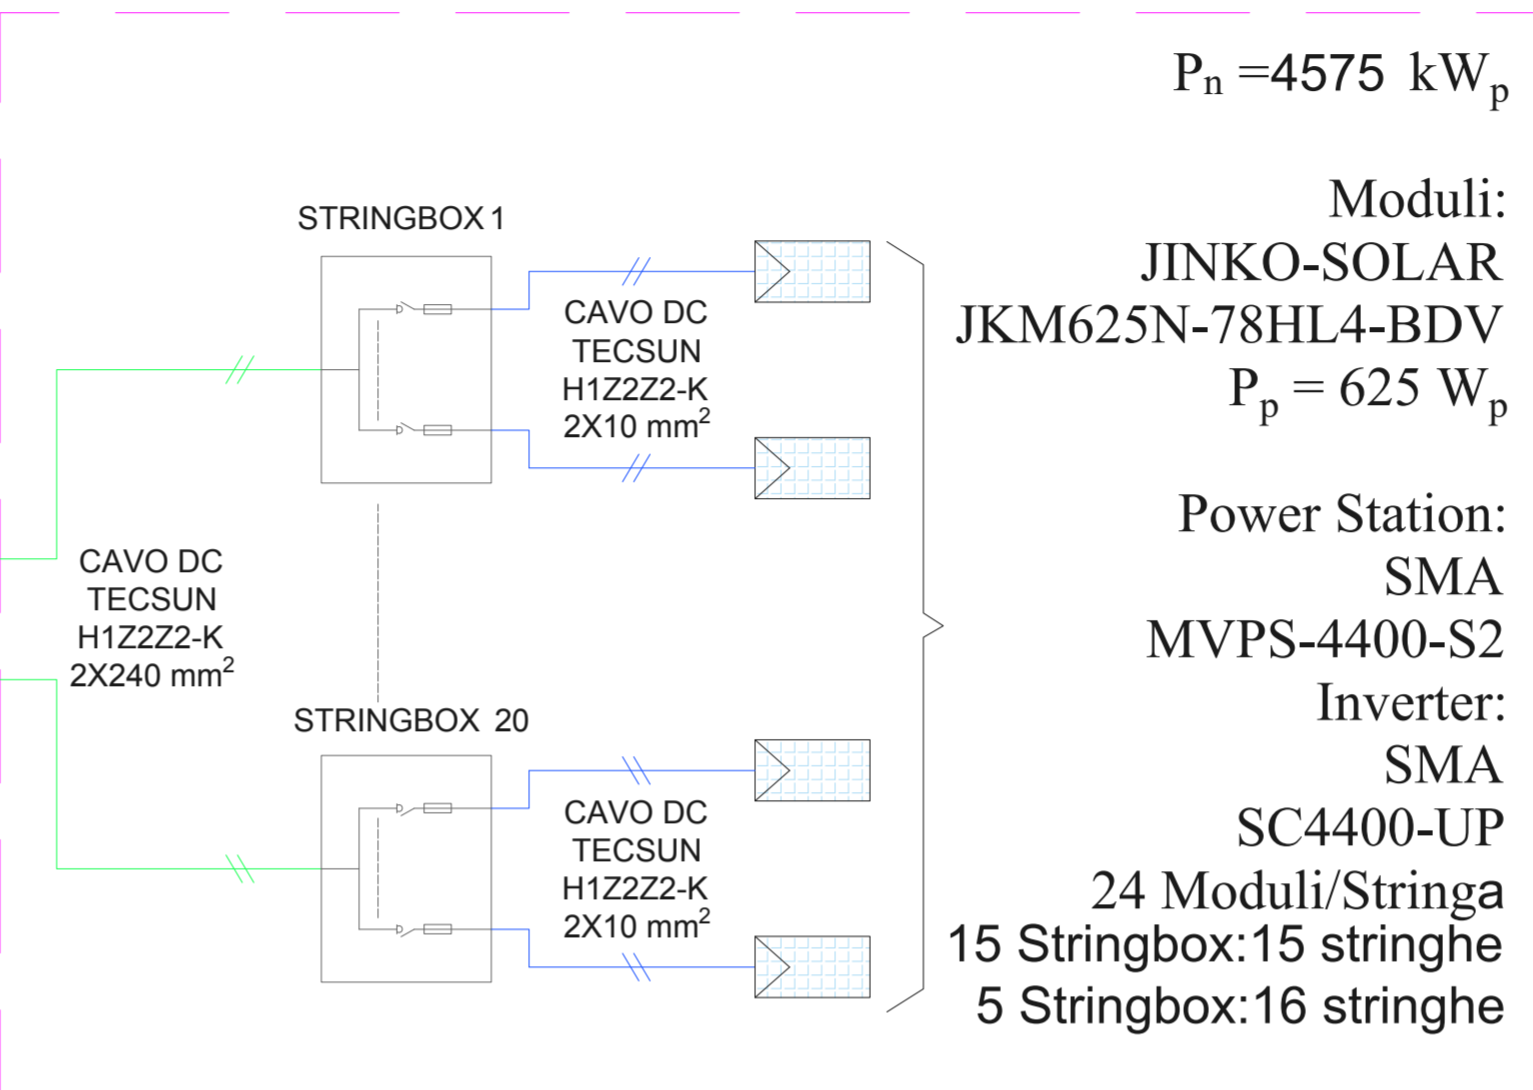 Pn =4575 kWp
STRINGBOX 1
CAVO DC
TECSUN
H1Z2Z2-K
2X10 mm²
CAVO DC
TECSUN
H1Z2Z2-K
2X240 mm²
STRINGBOX 20
CAVO DC
TECSUN
H1Z2Z2-K
2X10 mm²
Moduli:
JINKO-SOLAR
JKM625N-78HL4-BDV
Pp = 625 Wp
Power Station:
SMA
MVPS-4400-S2
Inverter:
SMA
SC4400-UP
24 Moduli/Stringa
15 Stringbox:15 stringhe
5 Stringbox:16 stringhe